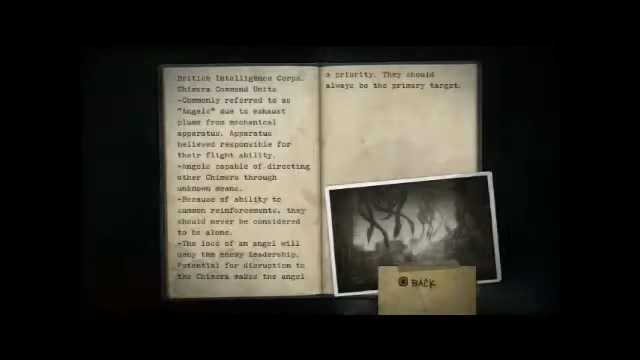 British Intelligence Corps.
Chimera Command Units
-Commonly referred to as
"Angels" due to exhaust
plume from mechanical
apparatus. Apparatus
believed responsible for
their flight ability.
-Angels capable of directing
other Chimera through
unknown means.
-Because of ability to
summon reinforcements, they
should never be considered
to be alone.
-The loss of an angel will
deny the enemy leadership.
Potential for disruption to
the Chimera makes the angel
a priority. They should
always be the primary target.
BACK